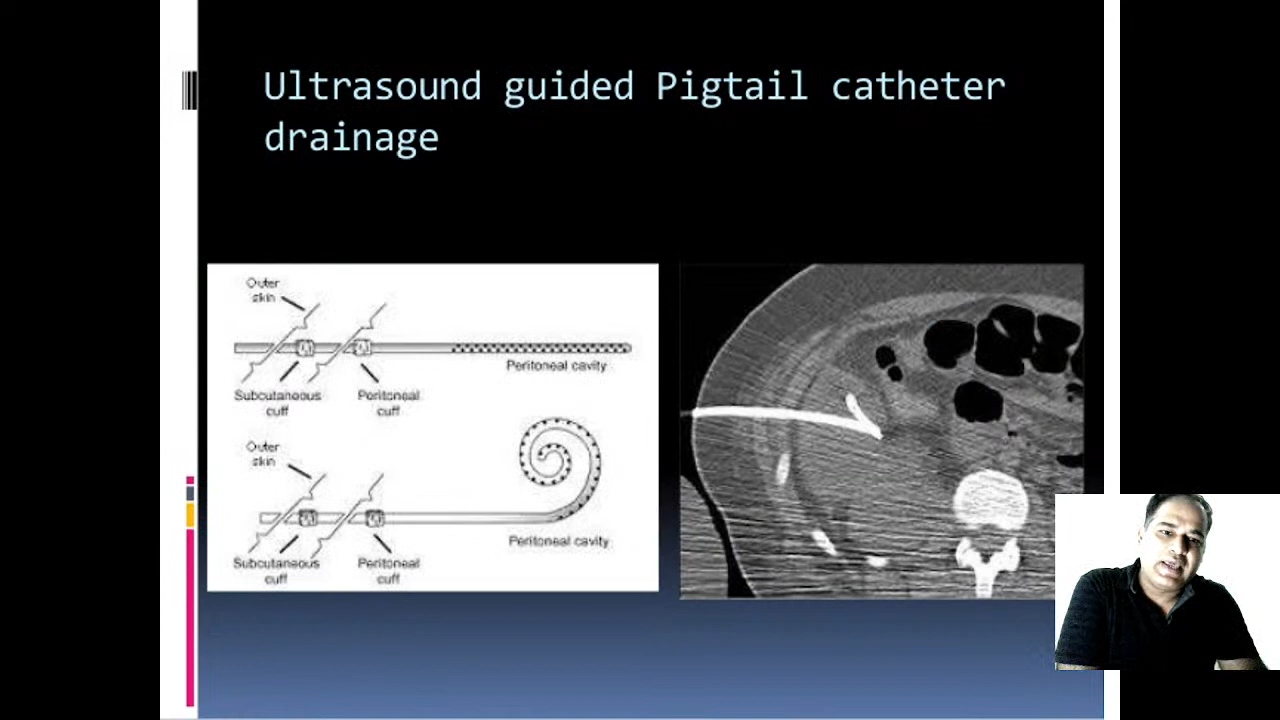 Ultrasound guided Pigtail catheter
drainage
Outer
skin
Peritoneal cavity
Subcutaneous
cuff
Peritoneal
cuff
Outer
skin
Peritoneal cavity
Subcutaneous
cuff
Peritoneal
cuff